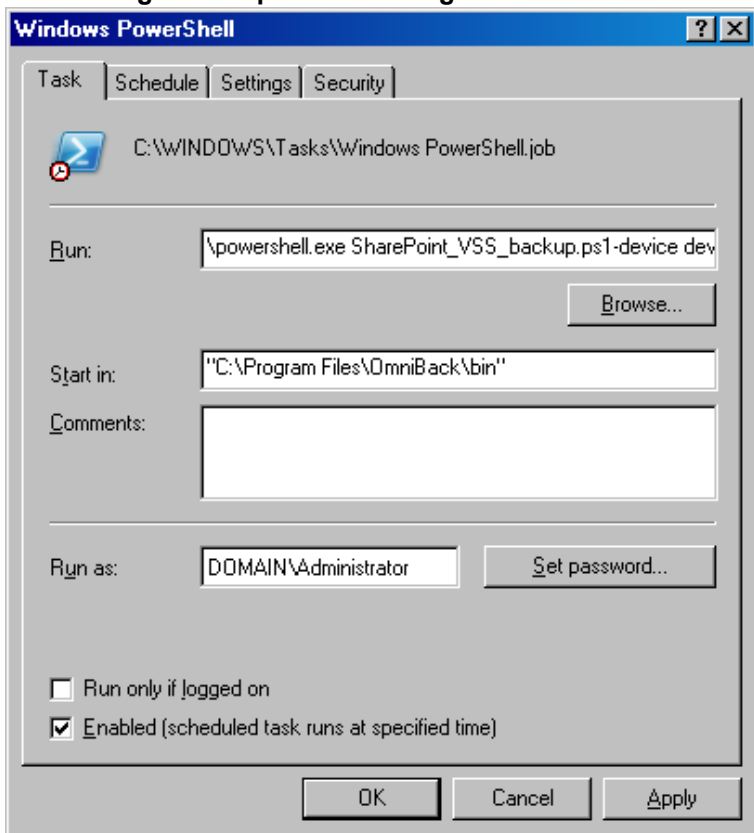 Windows PowerShell
Task Schedule Settings Security
C:\WINDOWS\Tasks\Windows PowerShell.job
Run: \powershell.exe SharePoint_VSS_backup.ps1-device dev
Browse...
Start in: "C:\Program Files\OmniBack\bin"
Comments:
Run as: DOMAIN\Administrator Set password...
Run only if logged on
Enabled (scheduled task runs at specified time)
OK Cancel Apply